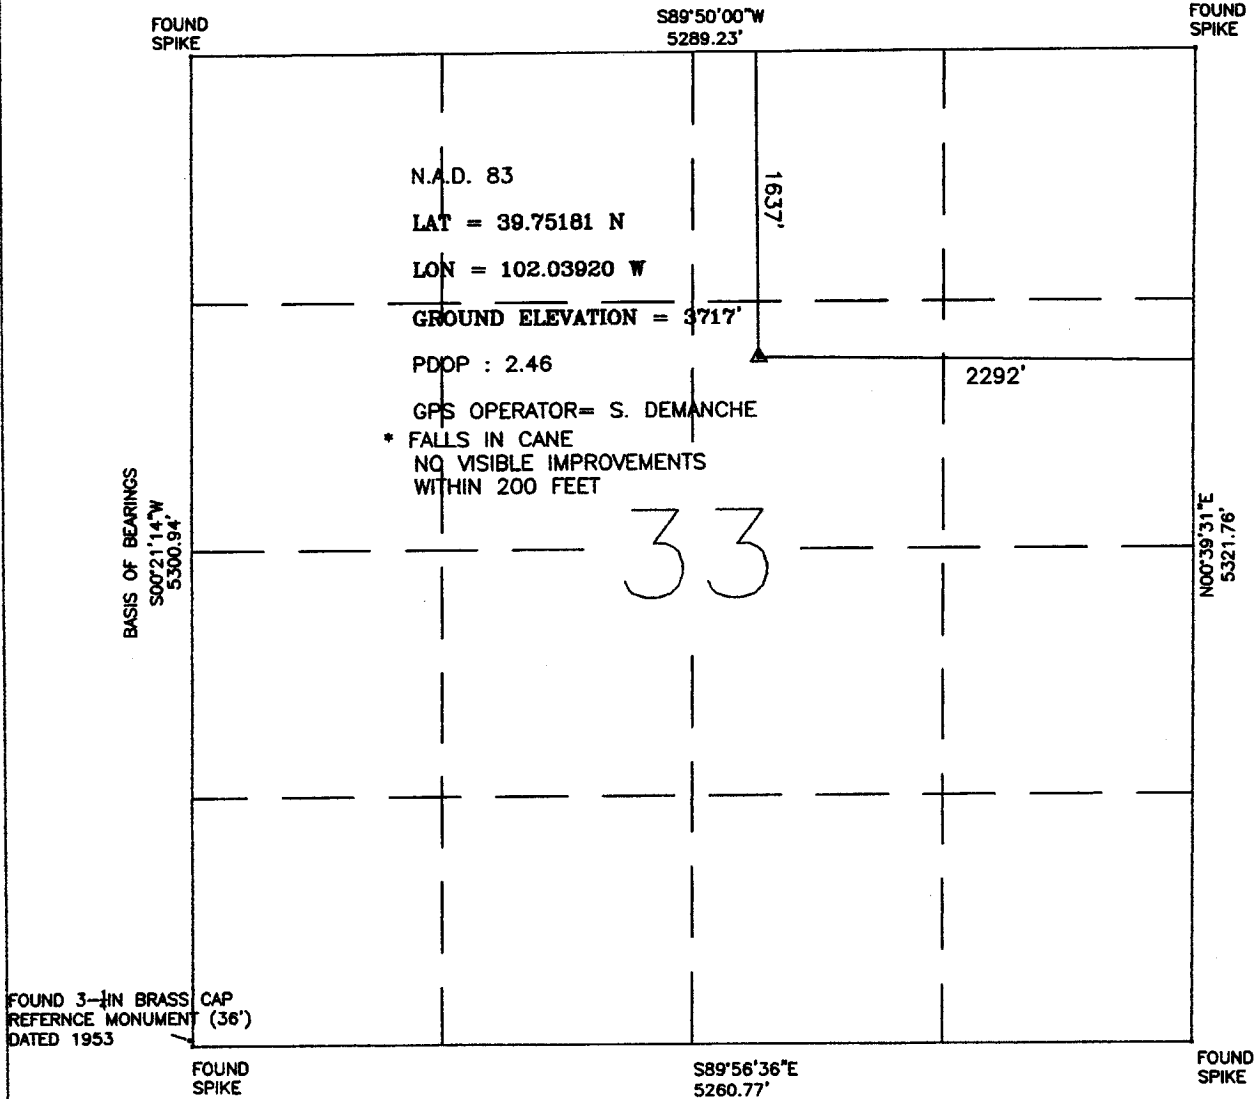 FOUND
SPIKE
S89°50'00"W
5289.23'
FOUND
SPIKE
N.A.D. 83
LAT = 39.75181 N
LON = 102.03920 W
GROUND ELEVATION = 3717'
PDOP : 2.46
GPS OPERATOR= S. DEMANCHE
* FALLS IN CANE
NO VISIBLE IMPROVEMENTS
WITHIN 200 FEET
1637'
2292'
33
BASIS OF BEARINGS
S00°21'14"W
5300.94'
N00°39'31"E
5321.76'
FOUND 3-¼IN BRASS CAP
REFERNCE MONUMENT (36')
DATED 1953
FOUND
SPIKE
S89°56'36"E
5260.77'
FOUND
SPIKE